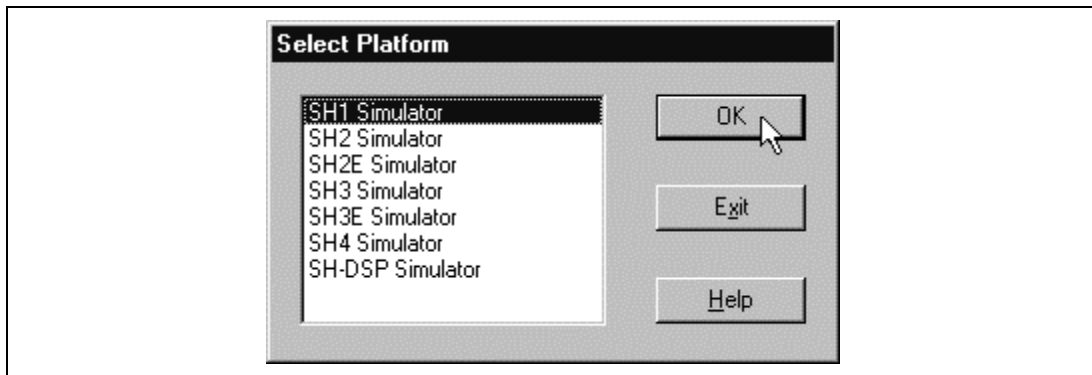 Select Platform
SH1 Simulator
SH2 Simulator
SH2E Simulator
SH3 Simulator
SH3E Simulator
SH4 Simulator
SH-DSP Simulator
OK
Exit
Help